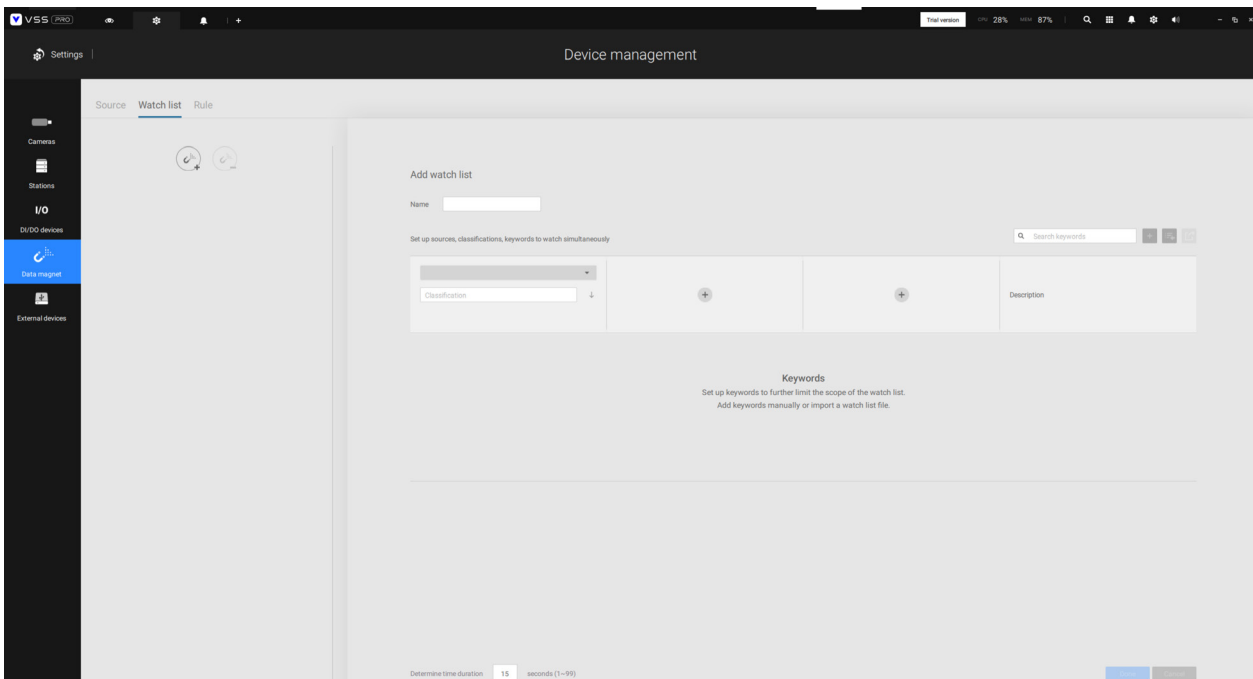 VSS PRO
Trial version CPU 28% MEM 87%
Settings
Device management
Source Watch list Rule
Cameras
Stations
I/O
DI/DO devices
Data magnet
External devices
Add watch list
Name
Set up sources, classifications, keywords to watch simultaneously
Search keywords
Classification
Description
Keywords
Set up keywords to further limit the scope of the watch list.
Add keywords manually or import a watch list file.
Determine time duration 15 seconds (1~99)
Cancel